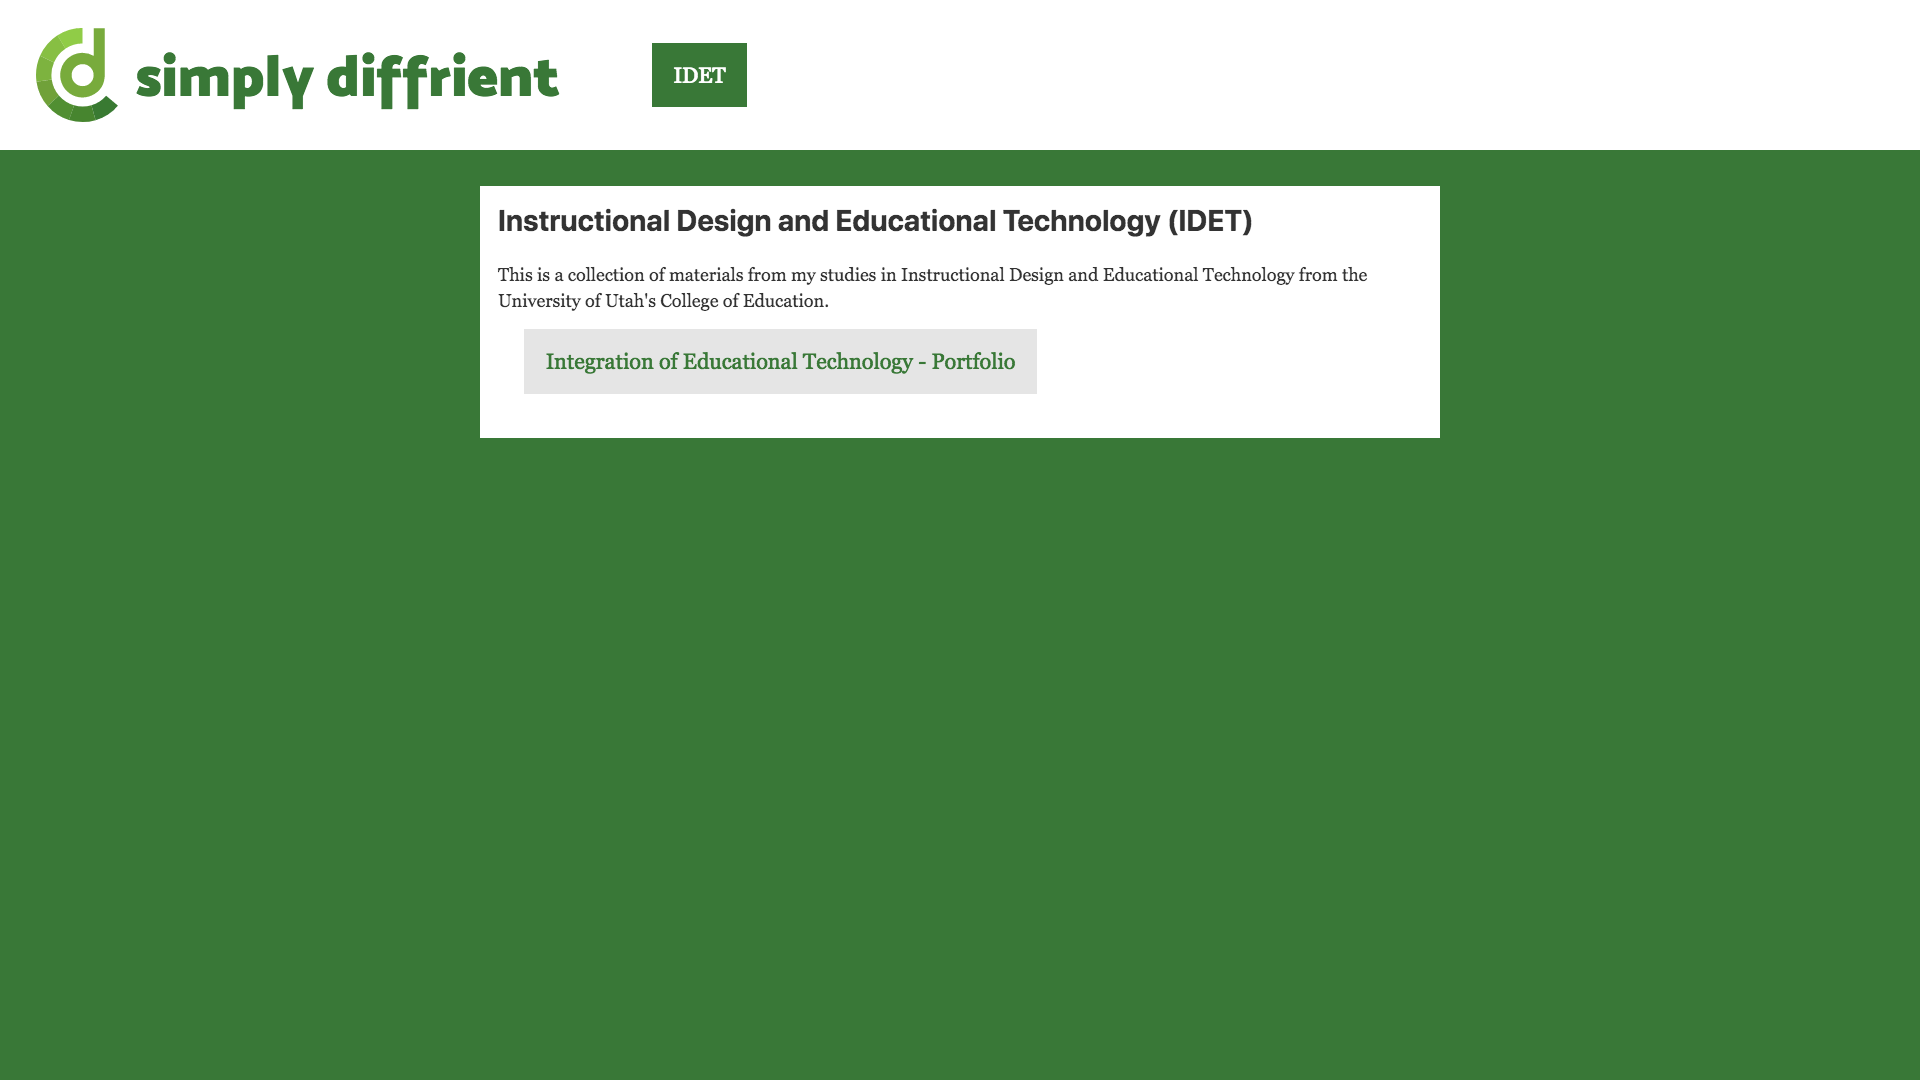 simply diffrient
IDET
Instructional Design and Educational Technology (IDET)
This is a collection of materials from my studies in Instructional Design and Educational Technology from the
University of Utah's College of Education.
Integration of Educational Technology - Portfolio